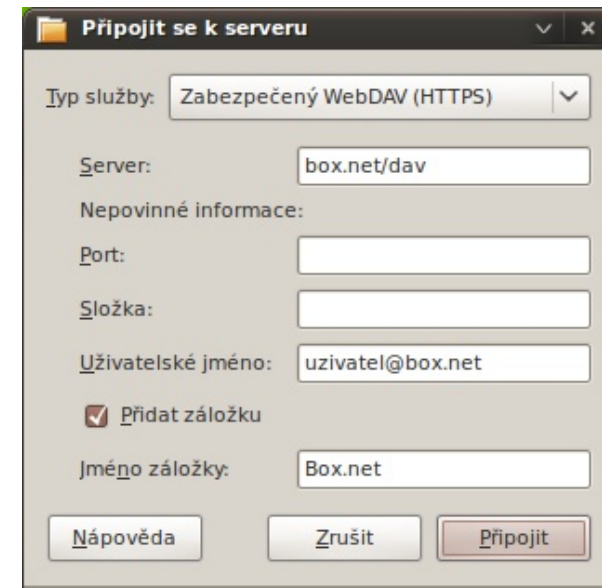 Připojit se k serveru
Typ služby: Zabezpečený WebDAV (HTTPS)
Server: box.net/dav
Nepovinné informace:
Port:
Složka:
Uživatelské jméno: uzivatel@box.net
Přidat záložku
Jméno záložky: Box.net
Nápověda Zrušit Připojit